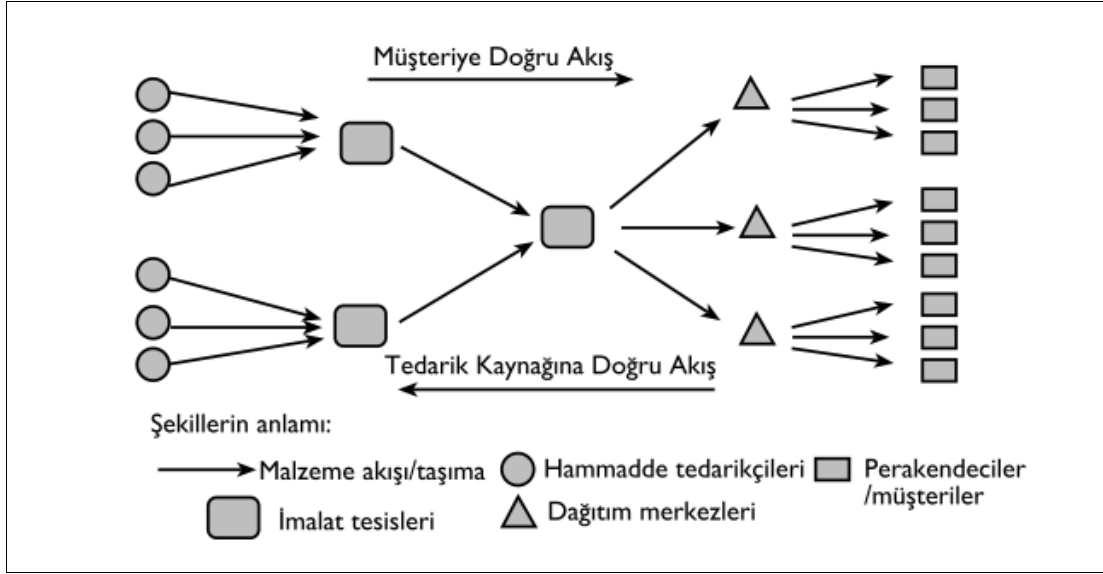 Müşteriye Doğru Akış
Tedarik Kaynağına Doğru Akış
Şekillerin anlamı:
Malzeme akışı/taşıma
Hammadde tedarikçileri
Perakendeciler
/müşteriler
İmalat tesisleri
Dağıtım merkezleri